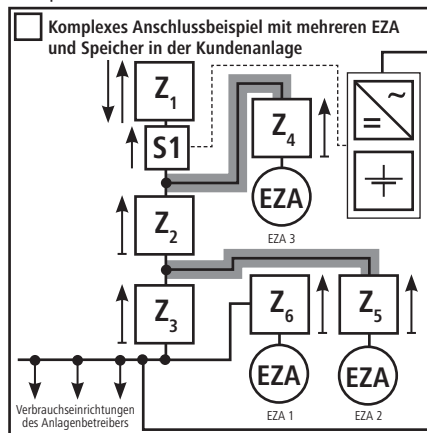 Komplexes Anschlussbeispiel mit mehreren EZA
und Speicher in der Kundenanlage
Z1
S1
Z4
~
=
EZA
EZA 3
Z2
Z3
Z6
Z5
EZA
EZA
EZA 1
EZA 2
Verbrauchseinrichtungen
des Anlagenbetreibers